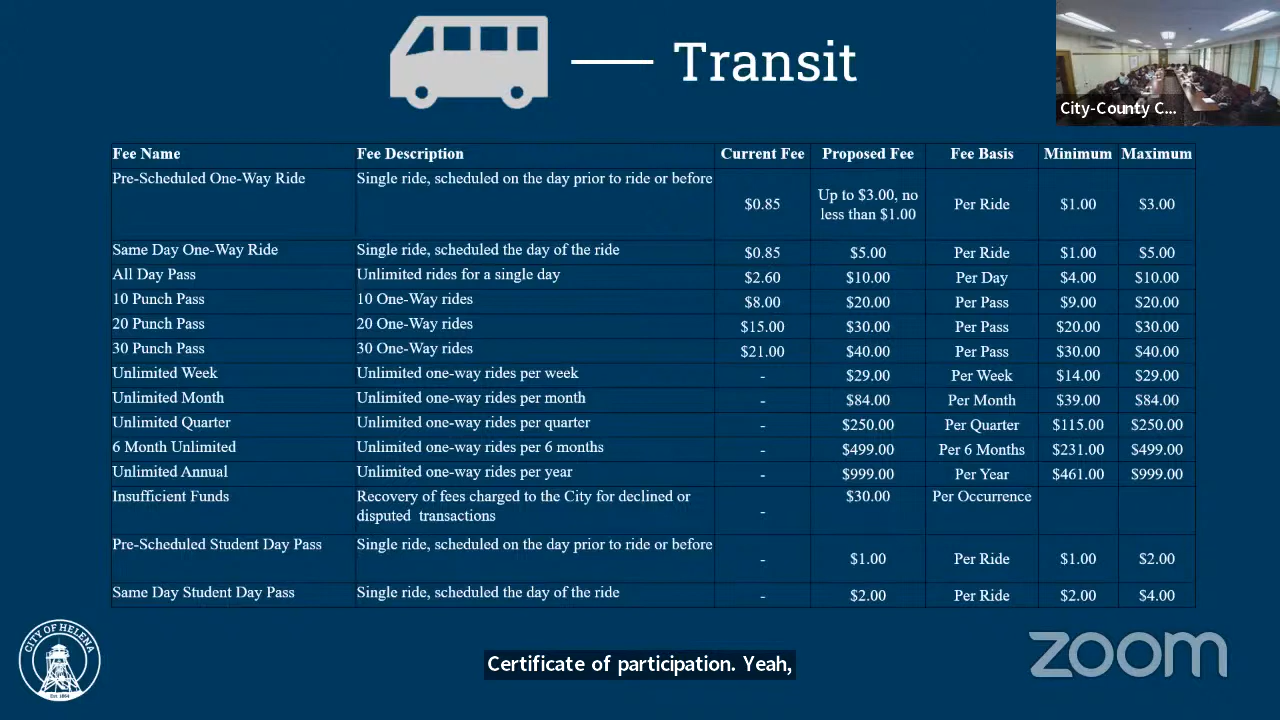 Transit
City-County C...
Fee Name Fee Description Current Fee Proposed Fee Fee Basis Minimum Maximum
Pre-Scheduled One-Way Ride Single ride, scheduled on the day prior to ride or before $0.85 Up to $3.00, no less than $1.00 Per Ride $1.00 $3.00
Same Day One-Way Ride Single ride, scheduled the day of the ride $0.85 $5.00 Per Ride $1.00 $5.00
All Day Pass Unlimited rides for a single day $2.60 $10.00 Per Day $4.00 $10.00
10 Punch Pass 10 One-Way rides $8.00 $20.00 Per Pass $9.00 $20.00
20 Punch Pass 20 One-Way rides $15.00 $30.00 Per Pass $20.00 $30.00
30 Punch Pass 30 One-Way rides $21.00 $40.00 Per Pass $30.00 $40.00
Unlimited Week Unlimited one-way rides per week - $29.00 Per Week $14.00 $29.00
Unlimited Month Unlimited one-way rides per month - $84.00 Per Month $39.00 $84.00
Unlimited Quarter Unlimited one-way rides per quarter - $250.00 Per Quarter $115.00 $250.00
6 Month Unlimited Unlimited one-way rides per 6 months - $499.00 Per 6 Months $231.00 $499.00
Unlimited Annual Unlimited one-way rides per year - $999.00 Per Year $461.00 $999.00
Insufficient Funds Recovery of fees charged to the City for declined or disputed transactions - $30.00 Per Occurrence
Pre-Scheduled Student Day Pass Single ride, scheduled on the day prior to ride or before - $1.00 Per Ride $1.00 $2.00
Same Day Student Day Pass Single ride, scheduled the day of the ride - $2.00 Per Ride $2.00 $4.00
CITY OF HELENA
Est. 1864
Certificate of participation. Yeah,
zoom